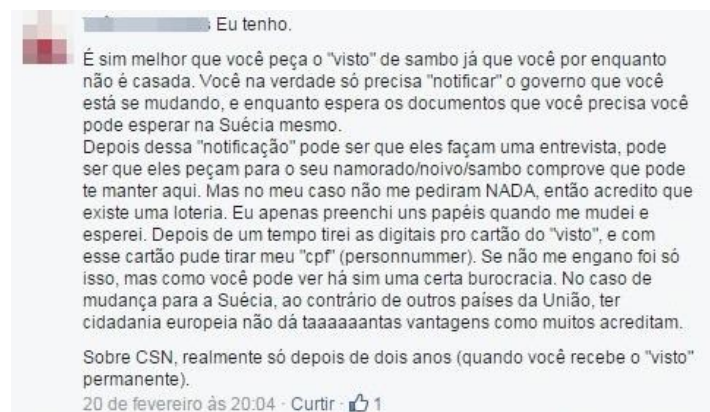 Eu tenho.
É sim melhor que você peça o "visto" de sambo já que você por enquanto
não é casada. Você na verdade só precisa "notificar" o governo que você
está se mudando, e enquanto espera os documentos que você precisa você
pode esperar na Suécia mesmo.
Depois dessa "notificação" pode ser que eles façam uma entrevista, pode
ser que eles peçam para o seu namorado/noivo/sambo comprove que pode
te manter aqui. Mas no meu caso não me pediram NADA, então acredito que
existe uma loteria. Eu apenas preenchi uns papéis quando me mudei e
esperei. Depois de um tempo tirei as digitais pro cartão do "visto", e com
esse cartão pude tirar meu "cpf" (personnummer). Se não me engano foi só
isso, mas como você pode ver há sim uma certa burocracia. No caso de
mudança para a Suécia, ao contrário de outros países da União, ter
cidadania europeia não dá taaaaaantas vantagens como muitos acreditam.
Sobre CSN, realmente só depois de dois anos (quando você recebe o "visto"
permanente).
20 de fevereiro às 20:04 · Curtir · 1